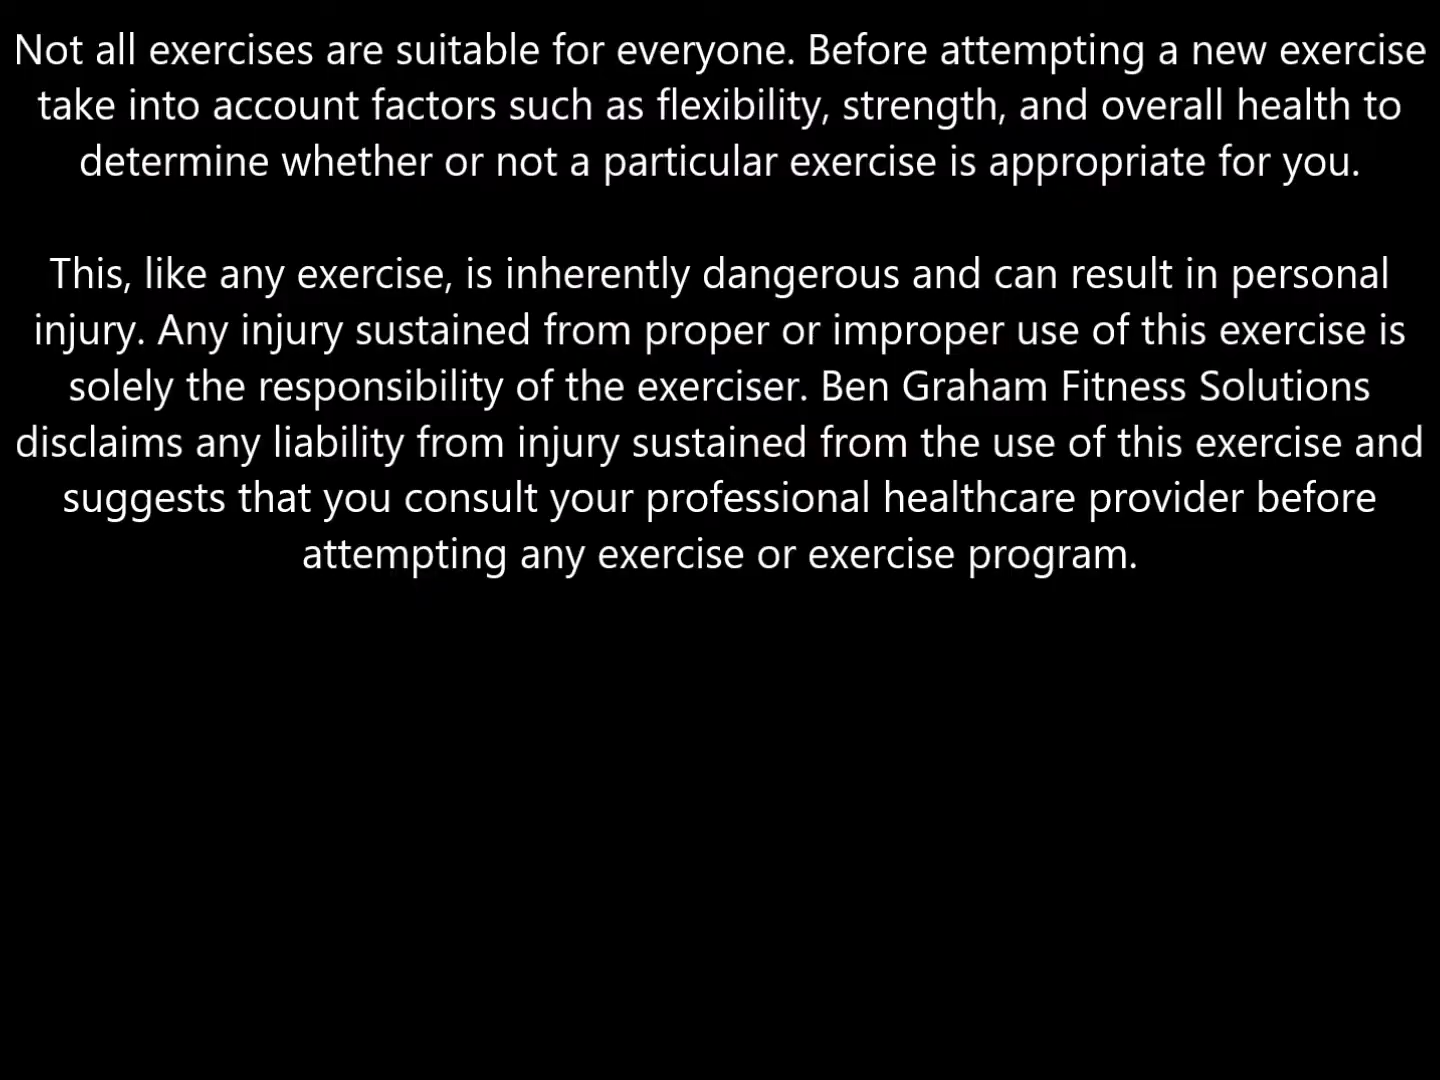 Not all exercises are suitable for everyone. Before attempting a new exercise
take into account factors such as flexibility, strength, and overall health to
determine whether or not a particular exercise is appropriate for you.
This, like any exercise, is inherently dangerous and can result in personal
injury. Any injury sustained from proper or improper use of this exercise is
solely the responsibility of the exerciser. Ben Graham Fitness Solutions
disclaims any liability from injury sustained from the use of this exercise and
suggests that you consult your professional healthcare provider before
attempting any exercise or exercise program.